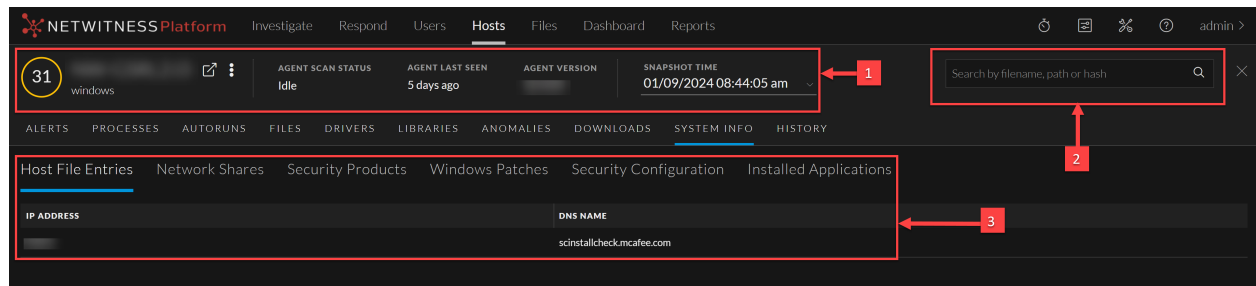 NETWITNESS Platform Investigate Respond Users Hosts Files Dashboard Reports admin >
31 windows AGENT SCAN STATUS Idle AGENT LAST SEEN 5 days ago AGENT VERSION SNAPSHOT TIME 01/09/2024 08:44:05 am 1 Search by filename, path or hash
ALERTS PROCESSES AUTORUNS FILES DRIVERS LIBRARIES ANOMALIES DOWNLOADS SYSTEM INFO HISTORY
2
Host File Entries Network Shares Security Products Windows Patches Security Configuration Installed Applications
IP ADDRESS DNS NAME 3
scinstallcheck.mcafee.com